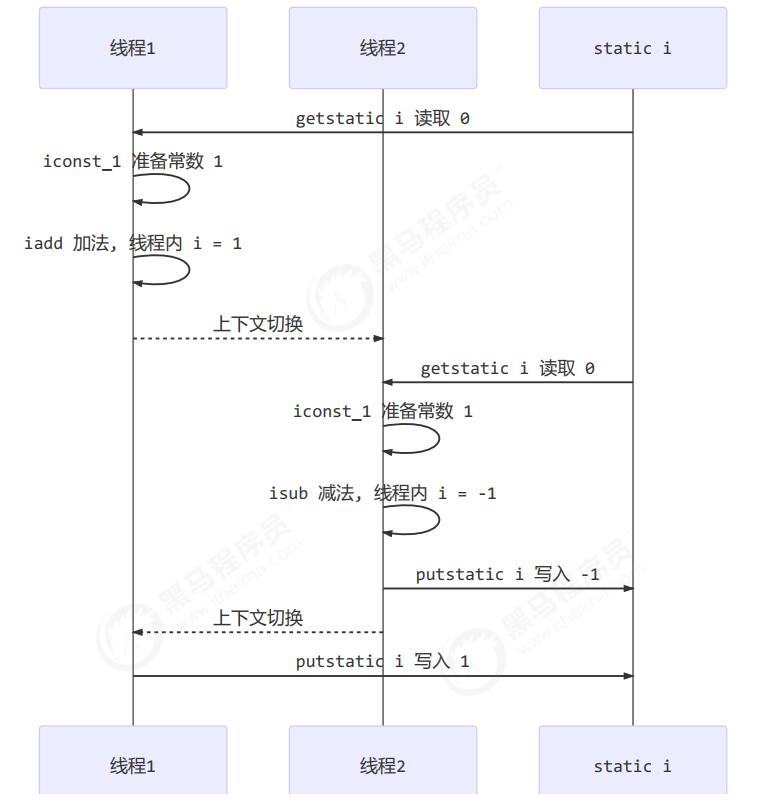 线程1 线程2 static i
getstatic i 读取 0
iconst_1 准备常数 1
iadd 加法, 线程内 i = 1
上下文切换
getstatic i 读取 0
iconst_1 准备常数 1
isub 减法, 线程内 i = -1
putstatic i 写入 -1
上下文切换
putstatic i 写入 1
线程1 线程2 static i
黑马程序员
www.itheima.com
黑马程序员
www.itheima.com
黑马程序员
www.itheima.com